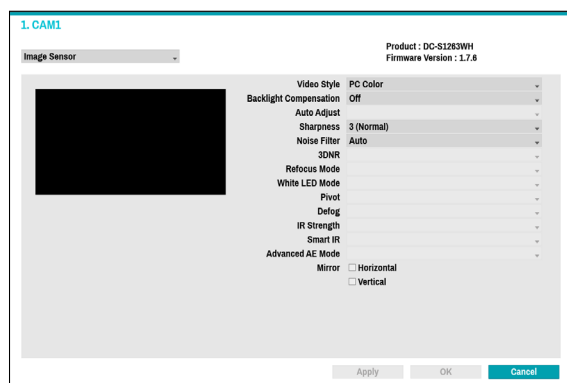 1. CAM1
Product : DC-S1263WH
Image Sensor
Firmware Version : 1.7.6
Video Style PC Color
Backlight Compensation Off
Auto Adjust
Sharpness 3 (Normal)
Noise Filter Auto
3DNR
Refocus Mode
White LED Mode
Pivot
Defog
IR Strength
Smart IR
Advanced AE Mode
Mirror Horizontal
Vertical
Apply OK Cancel